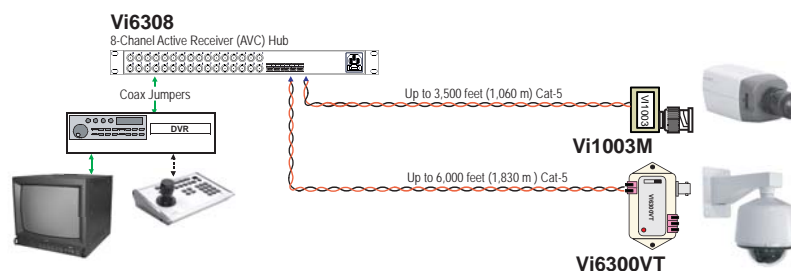 Vi6308
8-Chanel Active Receiver (AVC) Hub
Coax Jumpers
DVR
Up to 3,500 feet (1,060 m) Cat-5
VI1003
Vi1003M
Up to 6,000 feet (1,830 m ) Cat-5
Vi6300VT
Vi6300VT